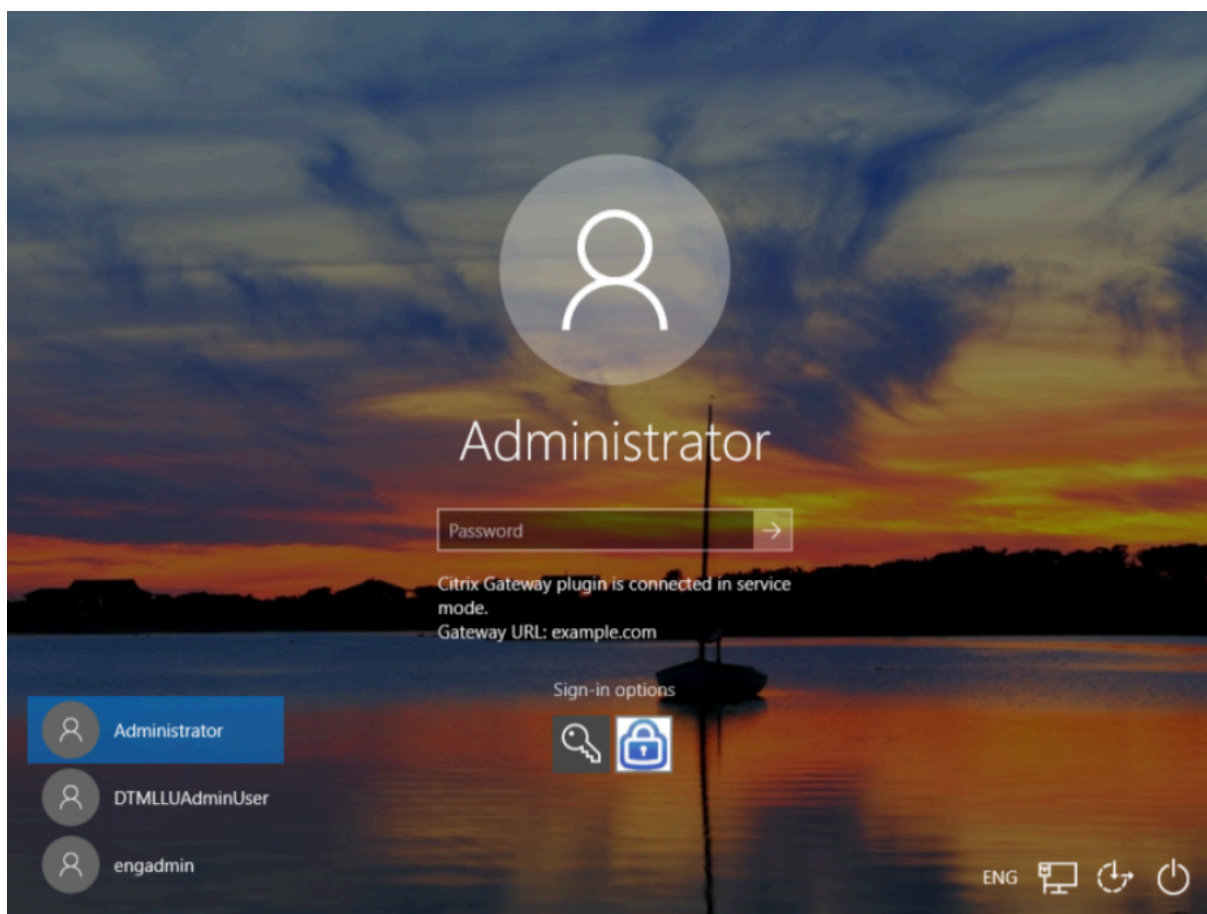 Administrator
Password
Citrix Gateway plugin is connected in service
mode.
Gateway URL: example.com
Sign-in options
Administrator
DTMLLUAdminUser
engadmin
ENG